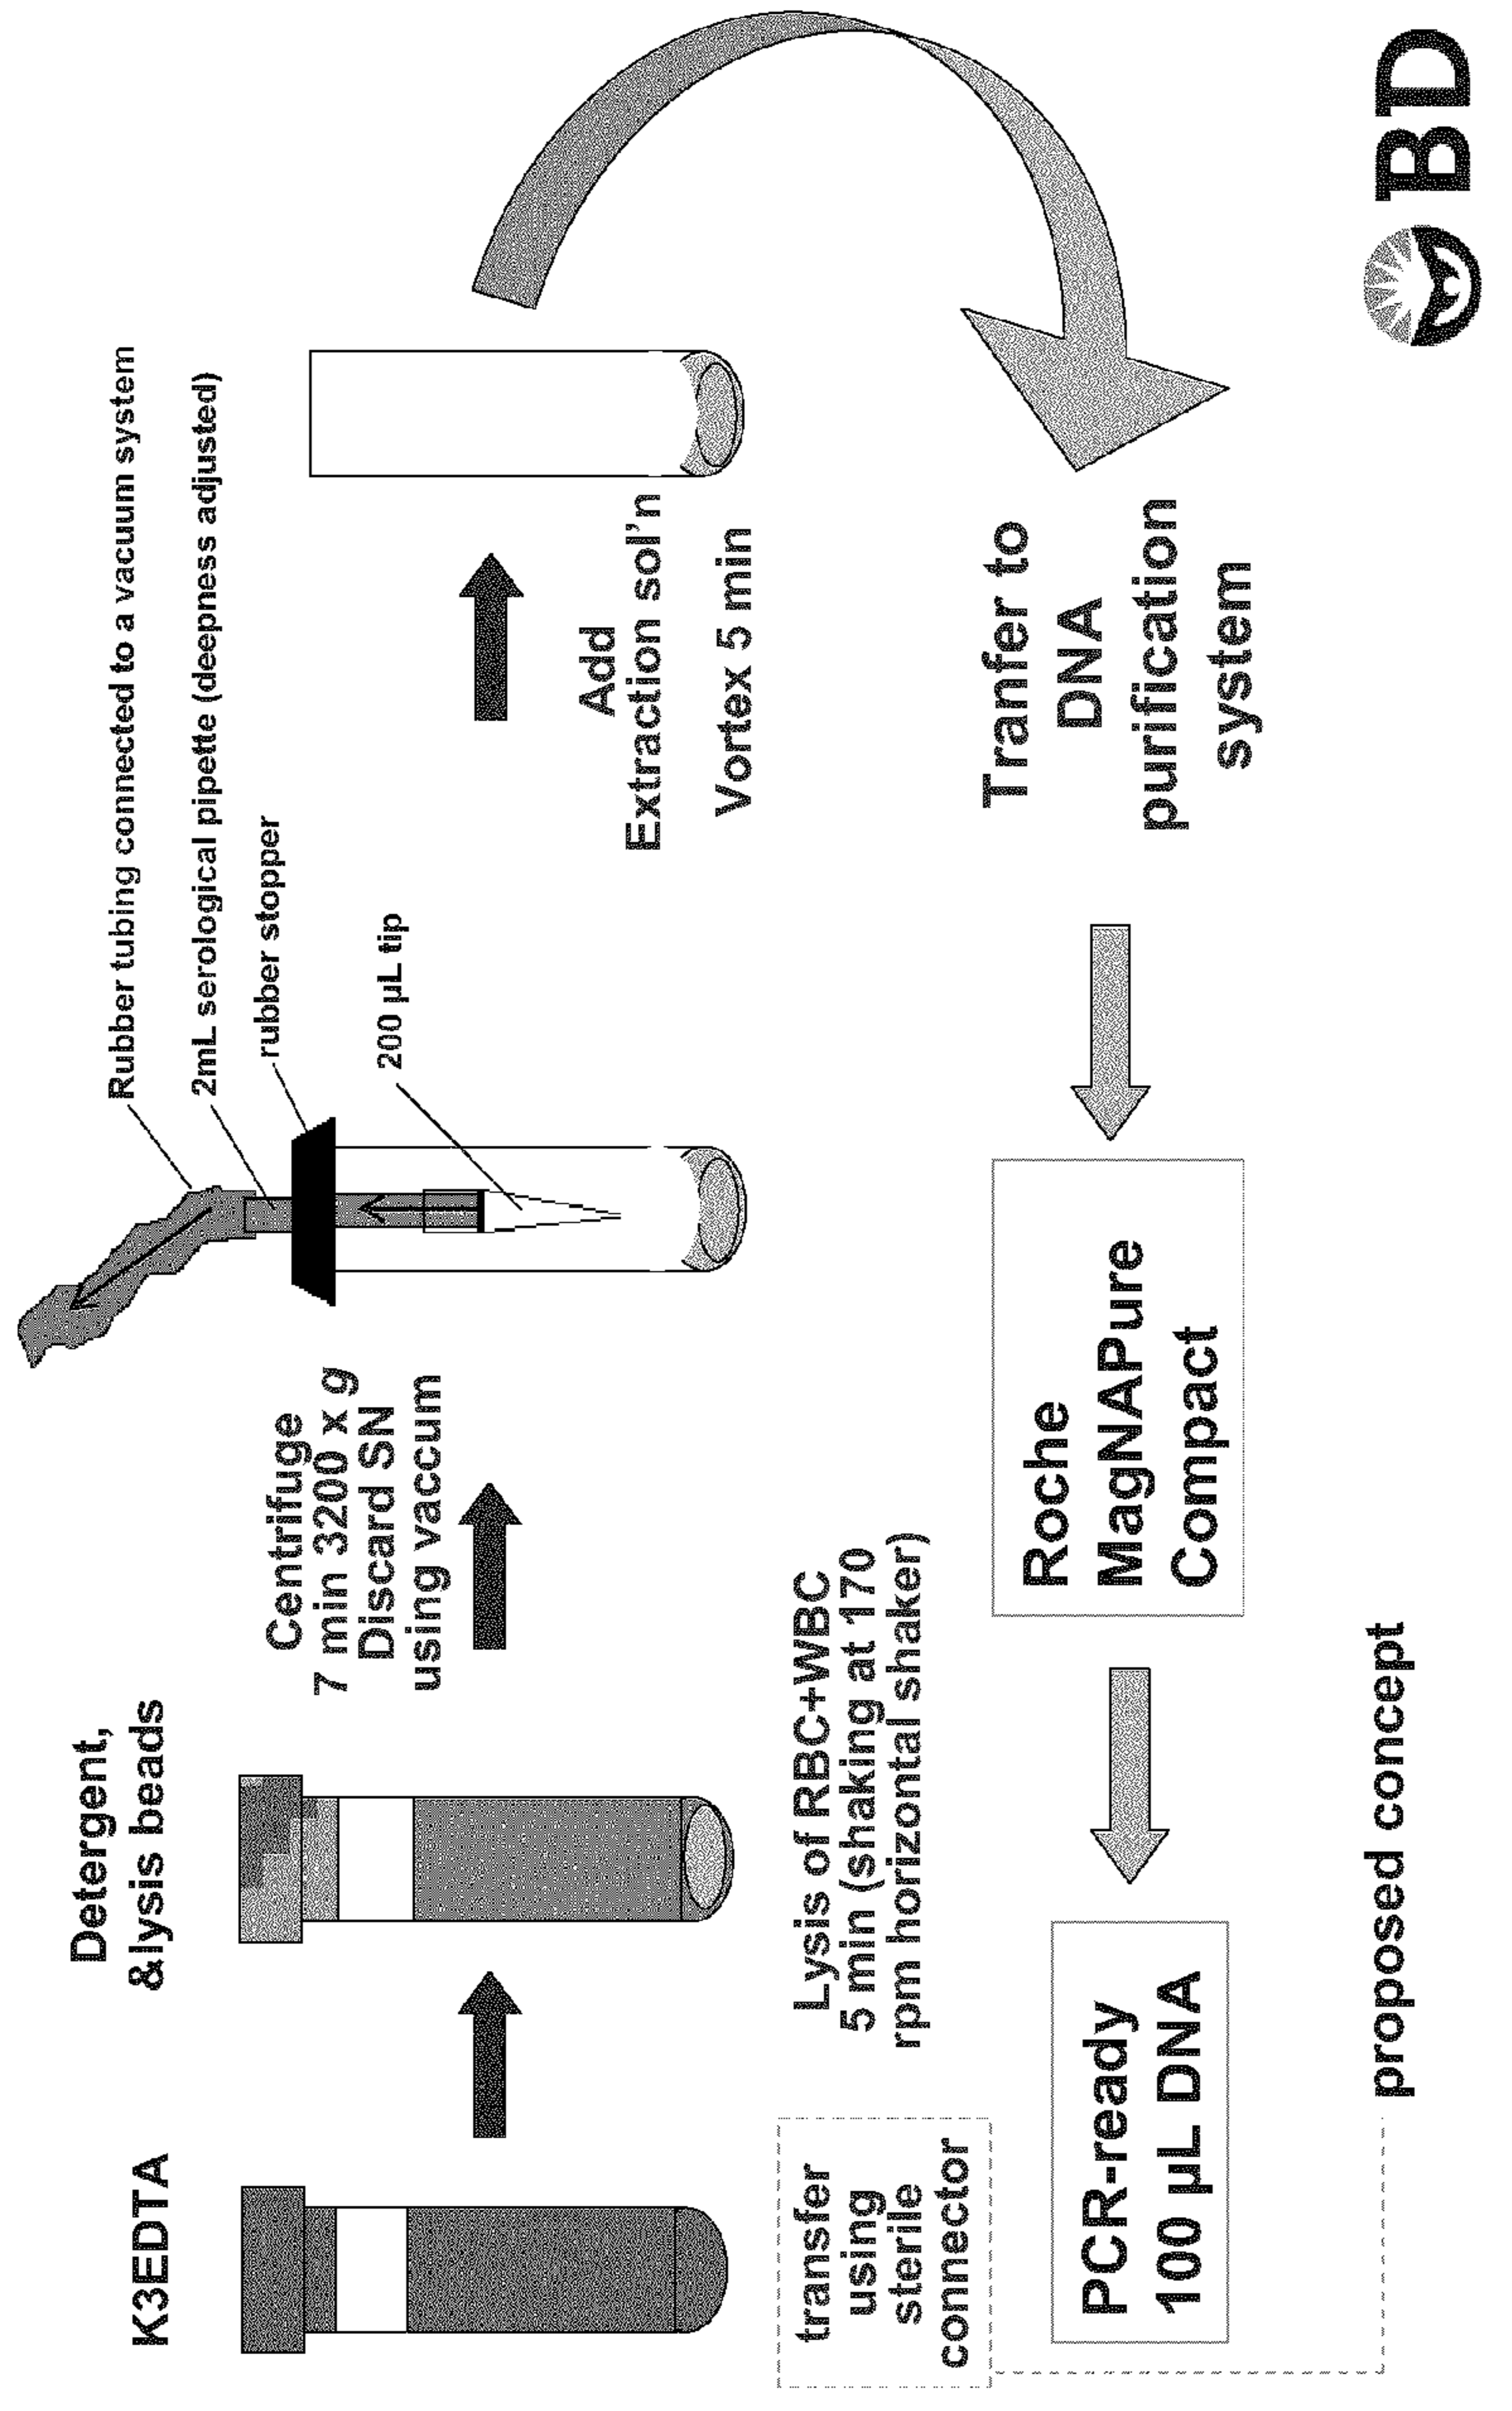 K3EDTA
Detergent,
&lysis beads
Centrifuge
7 min 3200 x g
Discard SN
using vaccum
Rubber tubing connected to a vacuum system
2mL serological pipette (deepness adjusted)
rubber stopper
200 µL tip
Add
Extraction sol'n
Vortex 5 min
transfer
using
sterile
connector
Lysis of RBC+WBC
5 min (shaking at 170
rpm horizontal shaker)
Tranfer to
DNA
purification
system
Roche
MagNAPure
Compact
PCR-ready
100 µL DNA
proposed concept
BD